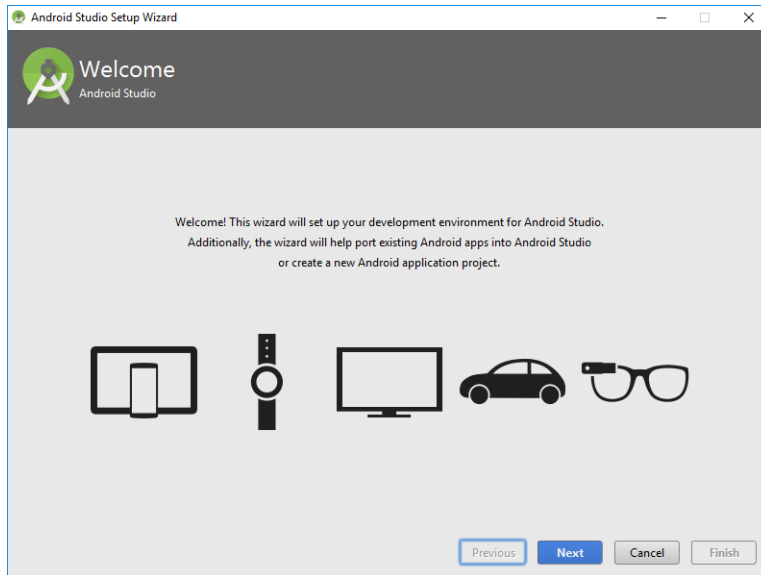 Android Studio Setup Wizard
Welcome
Android Studio
Welcome! This wizard will set up your development environment for Android Studio.
Additionally, the wizard will help port existing Android apps into Android Studio
or create a new Android application project.
Previous Next Cancel Finish